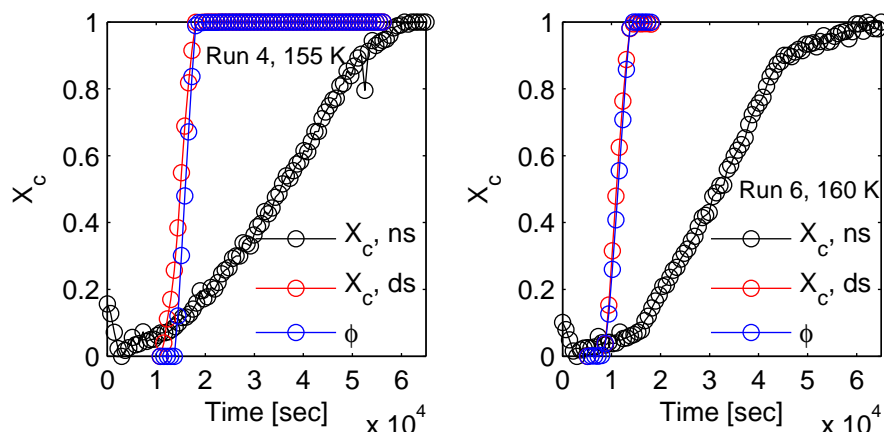 1
0.8
0.6
0.4
0.2
0
X_c
Run 4, 155 K
X_c, ns
X_c, ds
ϕ
0 1 2 3 4 5 6
Time [sec]
x 10^4
1
0.8
0.6
0.4
0.2
0
X_c
Run 6, 160 K
X_c, ns
X_c, ds
ϕ
0 1 2 3 4 5 6
Time [sec]
x 10^4